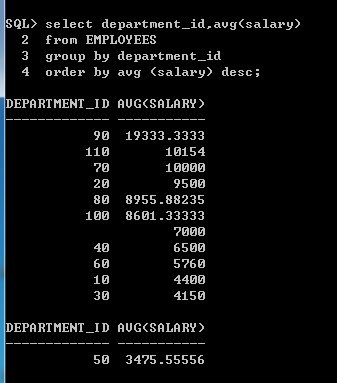 SQL> select department_id,avg(salary)
2 from EMPLOYEES
3 group by department_id
4 order by avg (salary) desc;
DEPARTMENT_ID AVG(SALARY)
------------- -----------
90 19333.3333
110 10154
70 10000
20 9500
80 8955.88235
100 8601.33333
7000
40 6500
60 5760
10 4400
30 4150
DEPARTMENT_ID AVG(SALARY)
------------- -----------
50 3475.55556